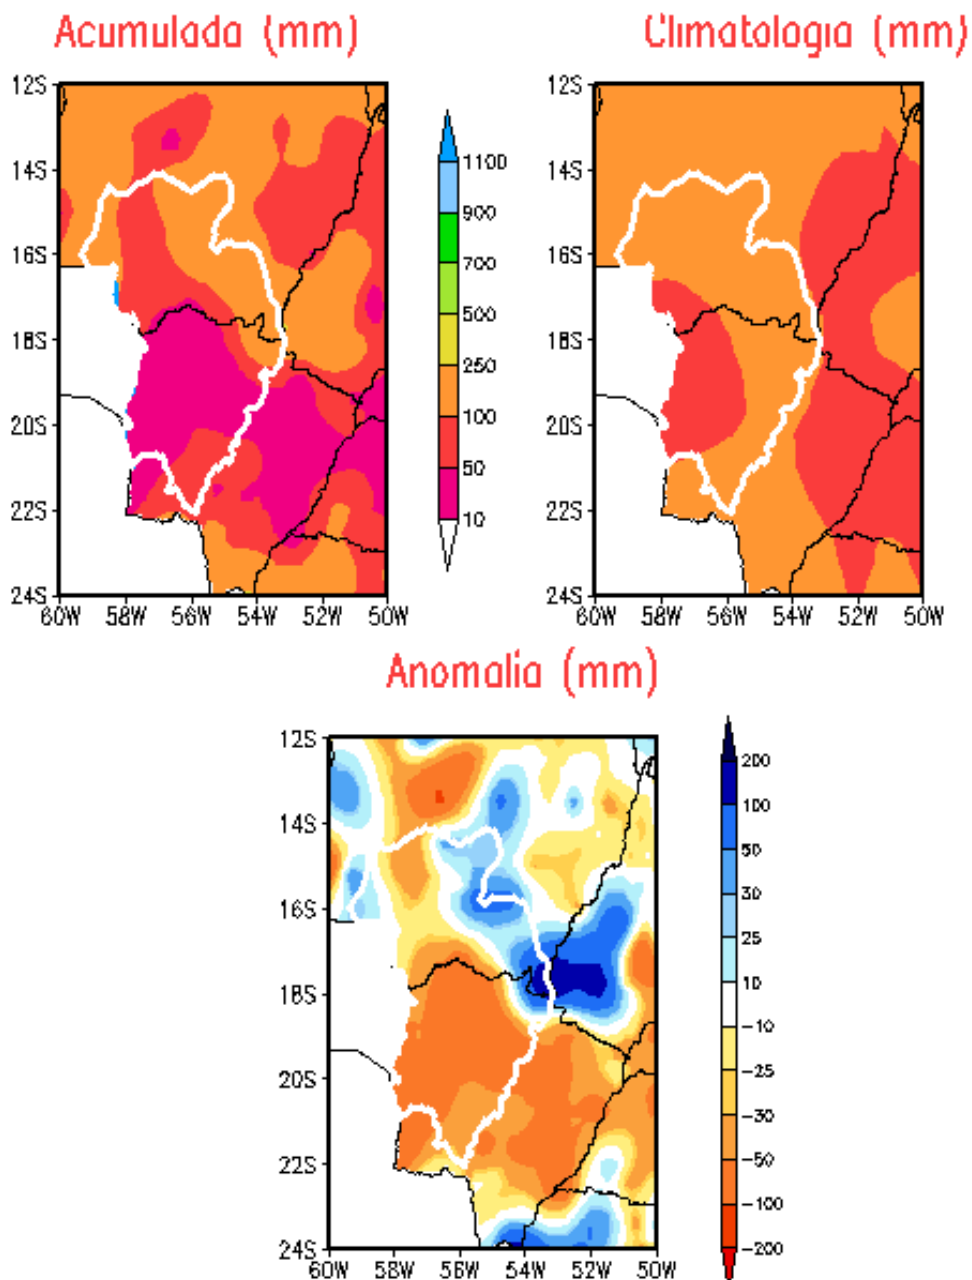 Acumulada (mm)
Climatologia (mm)
12S
14S
16S
18S
20S
22S
24S
60W 58W 56W 54W 52W 50W
1100
900
700
500
250
100
50
10
12S
14S
16S
18S
20S
22S
24S
60W 58W 56W 54W 52W 50W
Anomalia (mm)
12S
14S
16S
18S
20S
22S
24S
60W 58W 56W 54W 52W 50W
200
100
50
30
25
10
-10
-25
-30
-50
-100
-200